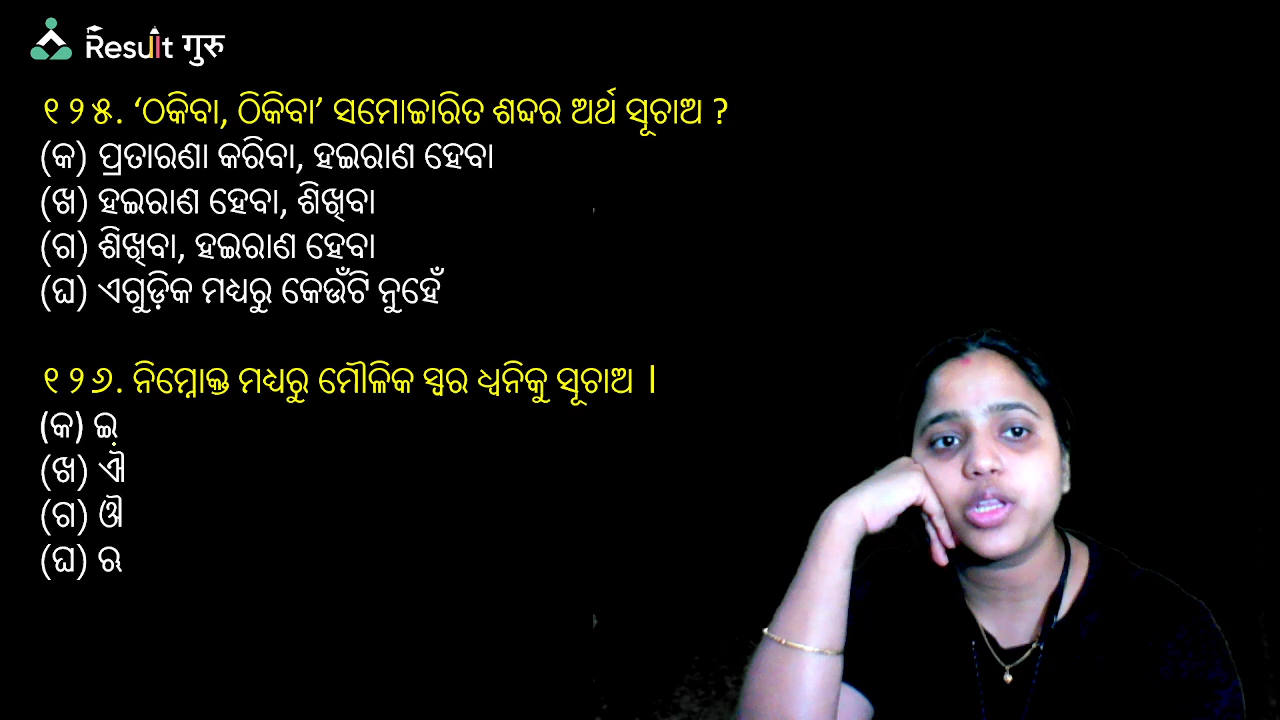 Result गुरु
୧୨୫. ‘ଠକିବା, ଠିକିବା’ ସମୋଚ୍ଚାରିତ ଶବ୍ଦର ଅର୍ଥ ସୂଚାଅ ?
(କ) ପ୍ରତାରଣା କରିବା, ହଇରାଣ ହେବା
(ଖ) ହଇରାଣ ହେବା, ଶିଖିବା
(ଗ) ଶିଖିବା, ହଇରାଣ ହେବା
(ଘ) ଏଗୁଡ଼ିକ ମଧ୍ୟରୁ କେଉଁଟି ନୁହେଁ
୧୨୬. ନିମ୍ନୋକ୍ତ ମଧ୍ୟରୁ ମୌଳିକ ସ୍ୱର ଧ୍ୱନିକୁ ସୂଚାଅ ।
(କ) ଇ଼
(ଖ) ଐ
(ଗ) ଔ
(ଘ) ଋ